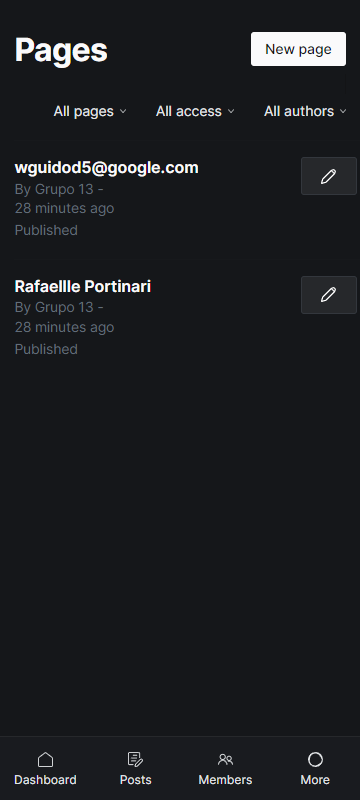 Pages
New page
All pages
All access
All authors
wguidod5@google.com
By Grupo 13 -
28 minutes ago
Published
Rafaellle Portinari
By Grupo 13 -
28 minutes ago
Published
Dashboard
Posts
Members
More